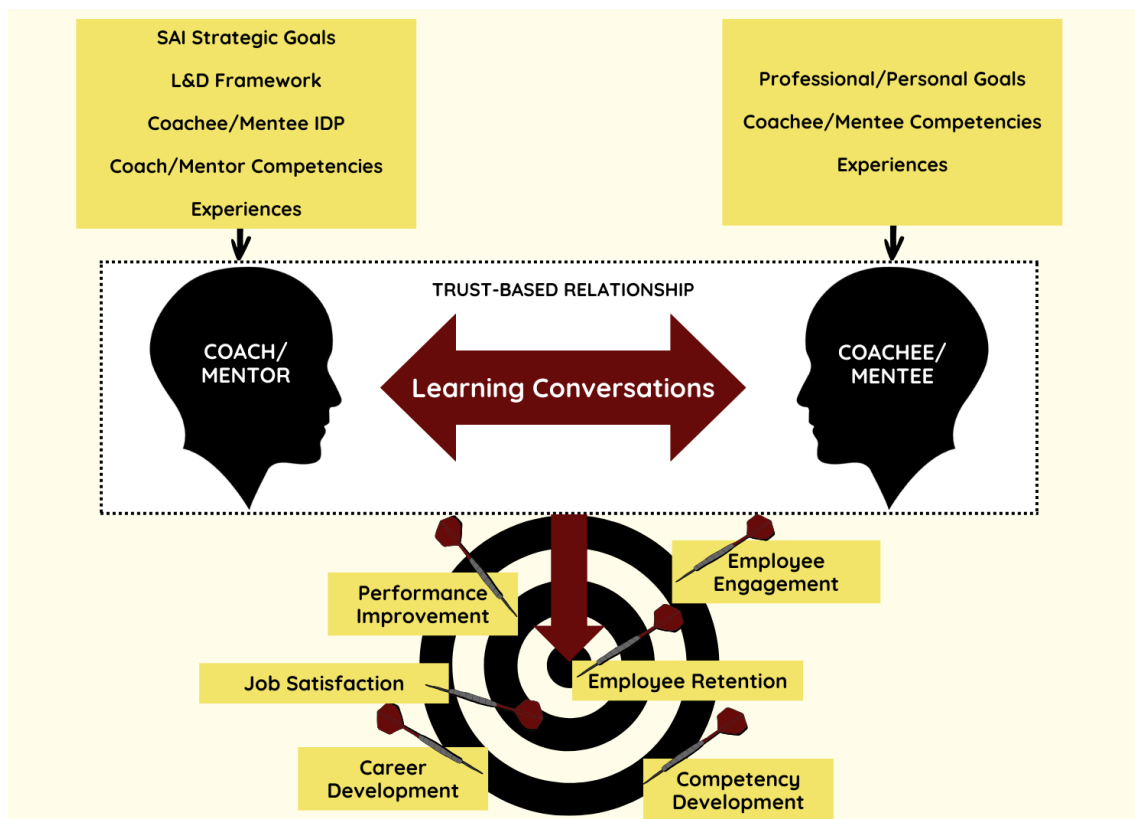 SAI Strategic Goals
L&D Framework
Coachee/Mentee IDP
Coach/Mentor Competencies
Experiences
Professional/Personal Goals
Coachee/Mentee Competencies
Experiences
TRUST-BASED RELATIONSHIP
COACH/
MENTOR
Learning Conversations
COACHEE/
MENTEE
Employee
Engagement
Performance
Improvement
Job Satisfaction
Employee Retention
Career
Development
Competency
Development